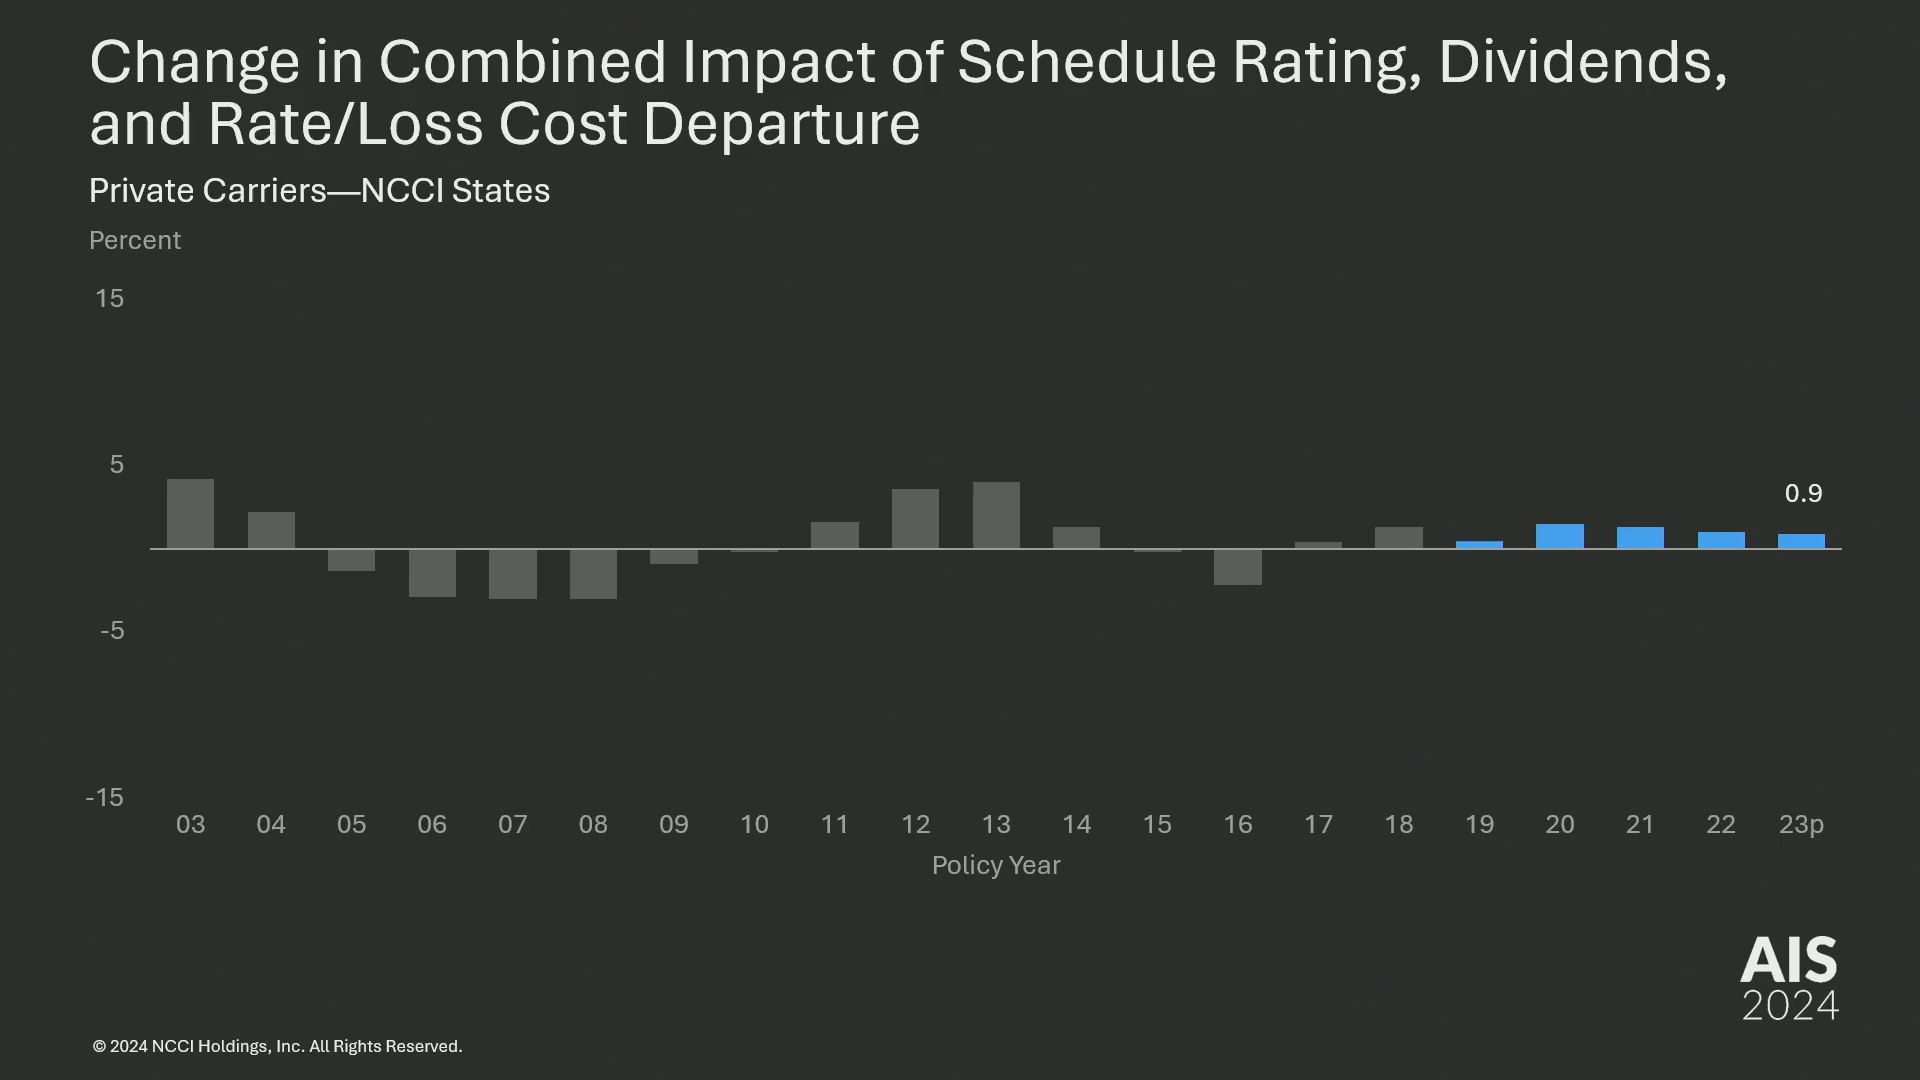 Change in Combined Impact of Schedule Rating, Dividends,
and Rate/Loss Cost Departure
Private Carriers—NCCI States
Percent
15
5
0.9
-5
-15
03 04 05 06 07 08 09 10 11 12 13 14 15 16 17 18 19 20 21 22 23p
Policy Year
AIS
2024
© 2024 NCCI Holdings, Inc. All Rights Reserved.